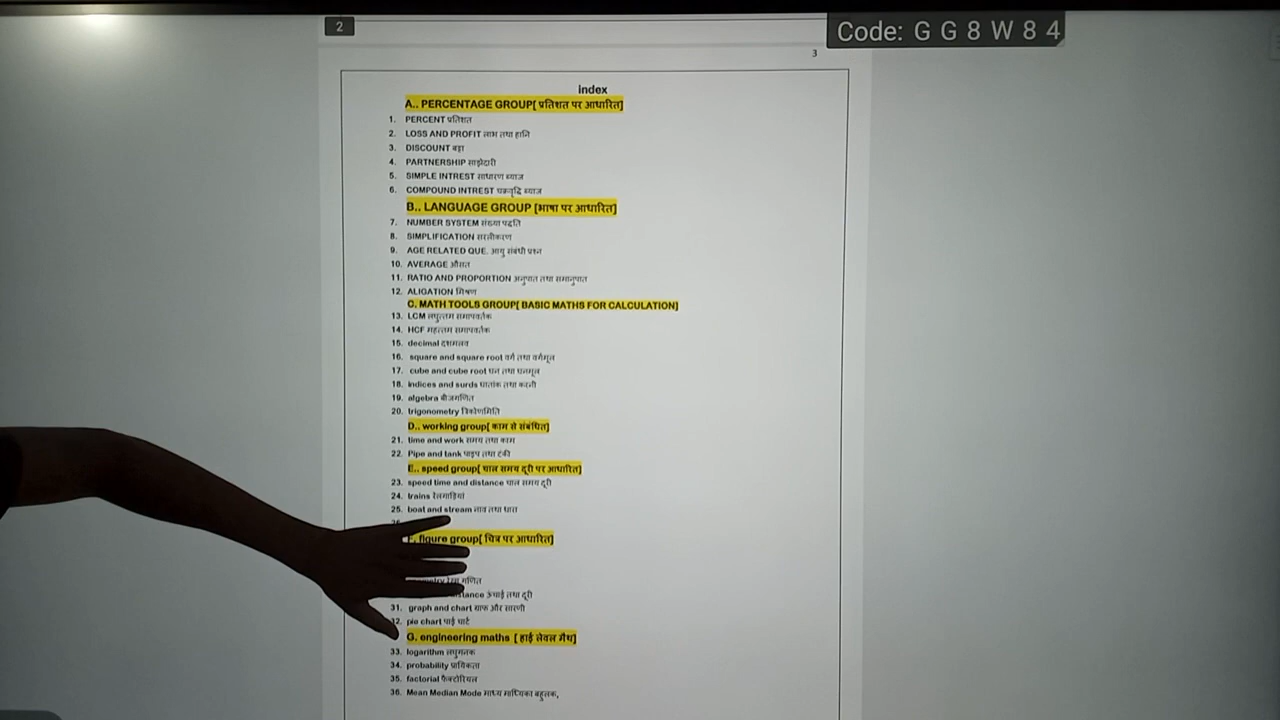 2
Code: G G 8 W 8 4
3
Index
A.. PERCENTAGE GROUP[ प्रतिशत पर आधारित]
1. PERCENT प्रतिशत
2. LOSS AND PROFIT लाभ तथा हानि
3. DISCOUNT बट्टा
4. PARTNERSHIP साझेदारी
5. SIMPLE INTREST साधारण ब्याज
6. COMPOUND INTREST चक्रवृद्धि ब्याज
B.. LANGUAGE GROUP [भाषा पर आधारित]
7. NUMBER SYSTEM संख्या पद्धति
8. SIMPLIFICATION सरलीकरण
9. AGE RELATED QUE. आयु संबंधी प्रश्न
10. AVERAGE औसत
11. RATIO AND PROPORTION अनुपात तथा समानुपात
12. ALIGATION मिश्रण
C. MATH TOOLS GROUP[ BASIC MATHS FOR CALCULATION]
13. LCM लघुत्तम समापवर्तक
14. HCF महत्तम समापवर्तक
15. decimal दशमलव
16. square and square root वर्ग तथा वर्गमूल
17. cube and cube root घन तथा घनमूल
18. indices and surds घातांक तथा करणी
19. algebra बीजगणित
20. trigonometry त्रिकोणमिति
D.. working group[ काम से संबंधित]
21. time and work समय तथा काम
22. Pipe and tank पाइप तथा टंकी
E.. speed group[ चाल समय दूरी पर आधारित]
23. speed time and distance चाल समय दूरी
24. trains रेलगाड़ियां
25. boat and stream नाव तथा धारा
figure group[ चित्र पर आधारित]
गणित
ऊंचाई तथा दूरी
31. graph and chart ग्राफ और सारणी
pie chart पाई चार्ट
G. engineering maths [ हाई लेवल मैथ]
33. logarithm लघुगणक
34. probability प्रायिकता
35. factorial फैक्टोरियल
36. Mean Median Mode माध्य माध्यिका बहुलक,